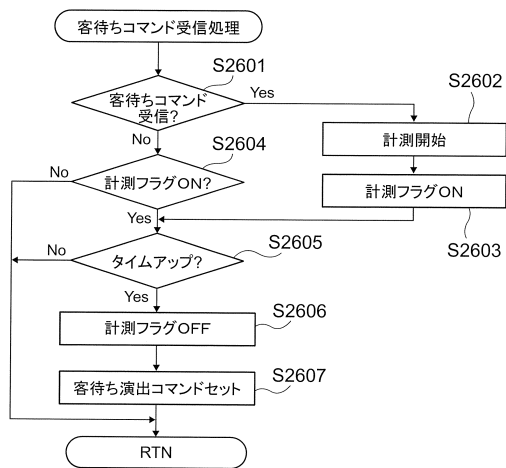 客待ちコマンド受信処理
S2601
客待ちコマンド
受信?
Yes
S2602
No
計測開始
S2604
No
計測フラグON?
計測フラグON
Yes
S2603
S2605
No
タイムアップ?
Yes
S2606
計測フラグOFF
S2607
客待ち演出コマンドセット
RTN